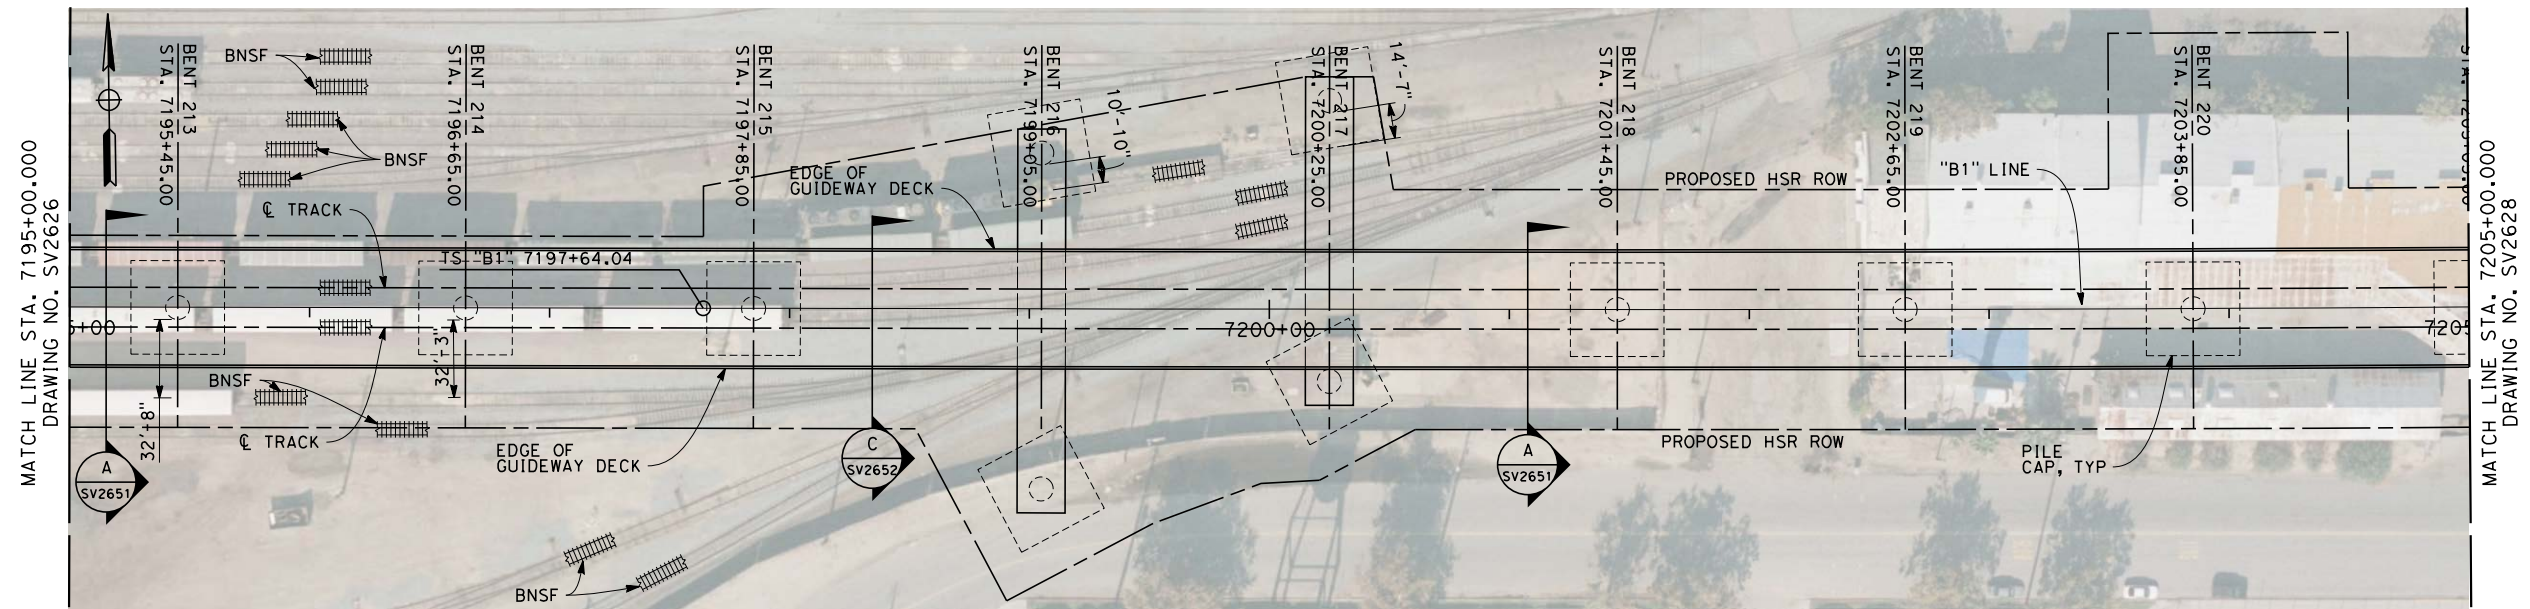 MATCH LINE STA. 7195+00.000
DRAWING NO. SV2626
BENT 213
STA. 7195+45.00
BENT 214
STA. 7196+65.00
BENT 215
STA. 7197+85.00
BENT 216
STA. 7199+05.00
BENT 217
STA. 7200+25.00
BENT 218
STA. 7201+45.00
BENT 219
STA. 7202+65.00
BENT 220
STA. 7203+85.00
BNSF
BNSF
10'-10"
14'-7"
EDGE OF
GUIDEWAY DECK
PROPOSED HSR ROW
"B1" LINE
℄ TRACK
TS "B1" 7197+64.04
5+00
7200+00
7205
32'-8"
32'-3"
BNSF
℄ TRACK
EDGE OF
GUIDEWAY DECK
PROPOSED HSR ROW
PILE
CAP, TYP
A
SV2651
C
SV2652
A
SV2651
BNSF
MATCH LINE STA. 7205+00.000
DRAWING NO. SV2628